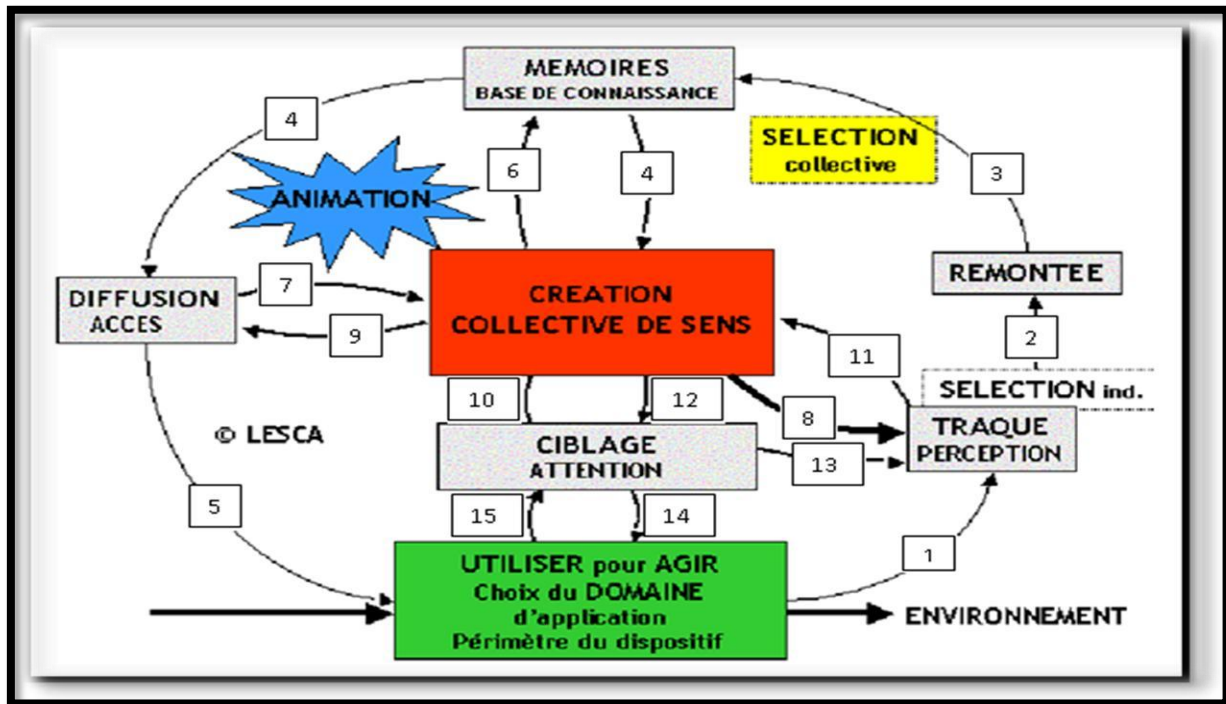 MEMOIRES
BASE DE CONNAISSANCE
4
SELECTION
collective
6
4
3
ANIMATION
REMONTEE
DIFFUSION
ACCES
7
CREATION
COLLECTIVE DE SENS
9
11
2
SELECTION ind.
10
12
8
TRAQUE
PERCEPTION
© LESCA
CIBLAGE
ATTENTION
13
5
15
14
1
UTILISER pour AGIR
Choix du DOMAINE
d'application
Périmètre du dispositif
ENVIRONNEMENT